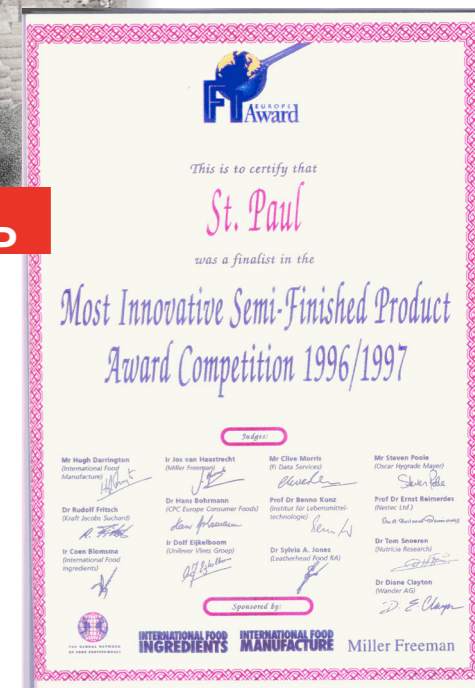 P
FI
EUROPE
Award
This is to certify that
St. Paul
was a finalist in the
Most Innovative Semi-Finished Product
Award Competition 1996/1997
Judges:
Mr Hugh Darrington
(International Food
Manufacture)
Dr Rudolf Fritsch
(Kraft Jacobs Suchard)
Ir Coen Blomsma
(International Food
Ingredients)
Ir Jos van Haastrecht
(Miller Freeman)
Dr Hans Bohrmann
(CPC Europe Consumer Foods)
Ir Dolf Eijkelboom
(Unilever Vlees Groep)
Mr Clive Morris
(Fi Data Services)
Prof Dr Benno Kunz
(Institut für Lebensmittel-
technologie)
Dr Sylvia A. Jones
(Leatherhead Food RA)
Mr Steven Poole
(Oscar Hygrade Mayer)
Prof Dr Ernst Reimerdes
(Nestec Ltd.)
Dr Tom Snoeren
(Nutricia Research)
Dr Diane Clayton
(Wander AG)
D. E. Clayton
Sponsored by:
THE GLOBAL NETWORK
OF FOOD PROFESSIONALS
INTERNATIONAL FOOD
INGREDIENTS
INTERNATIONAL FOOD
MANUFACTURE
Miller Freeman